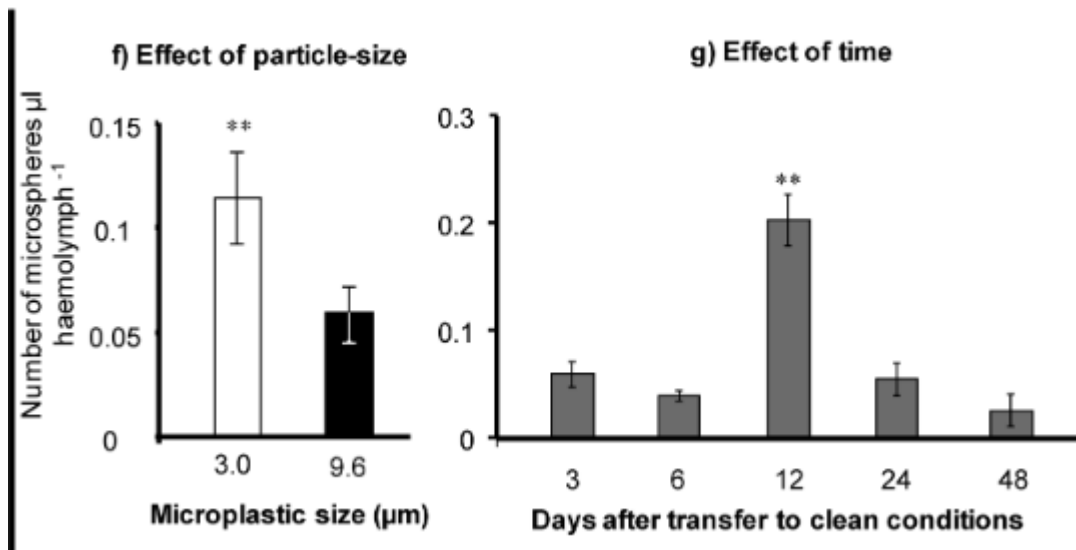 f) Effect of particle-size
g) Effect of time
Number of microspheres µl
haemolymph -1
0.15
0.1
0.05
0
**
3.0
9.6
Microplastic size (µm)
0.3
0.2
0.1
0
**
3
6
12
24
48
Days after transfer to clean conditions